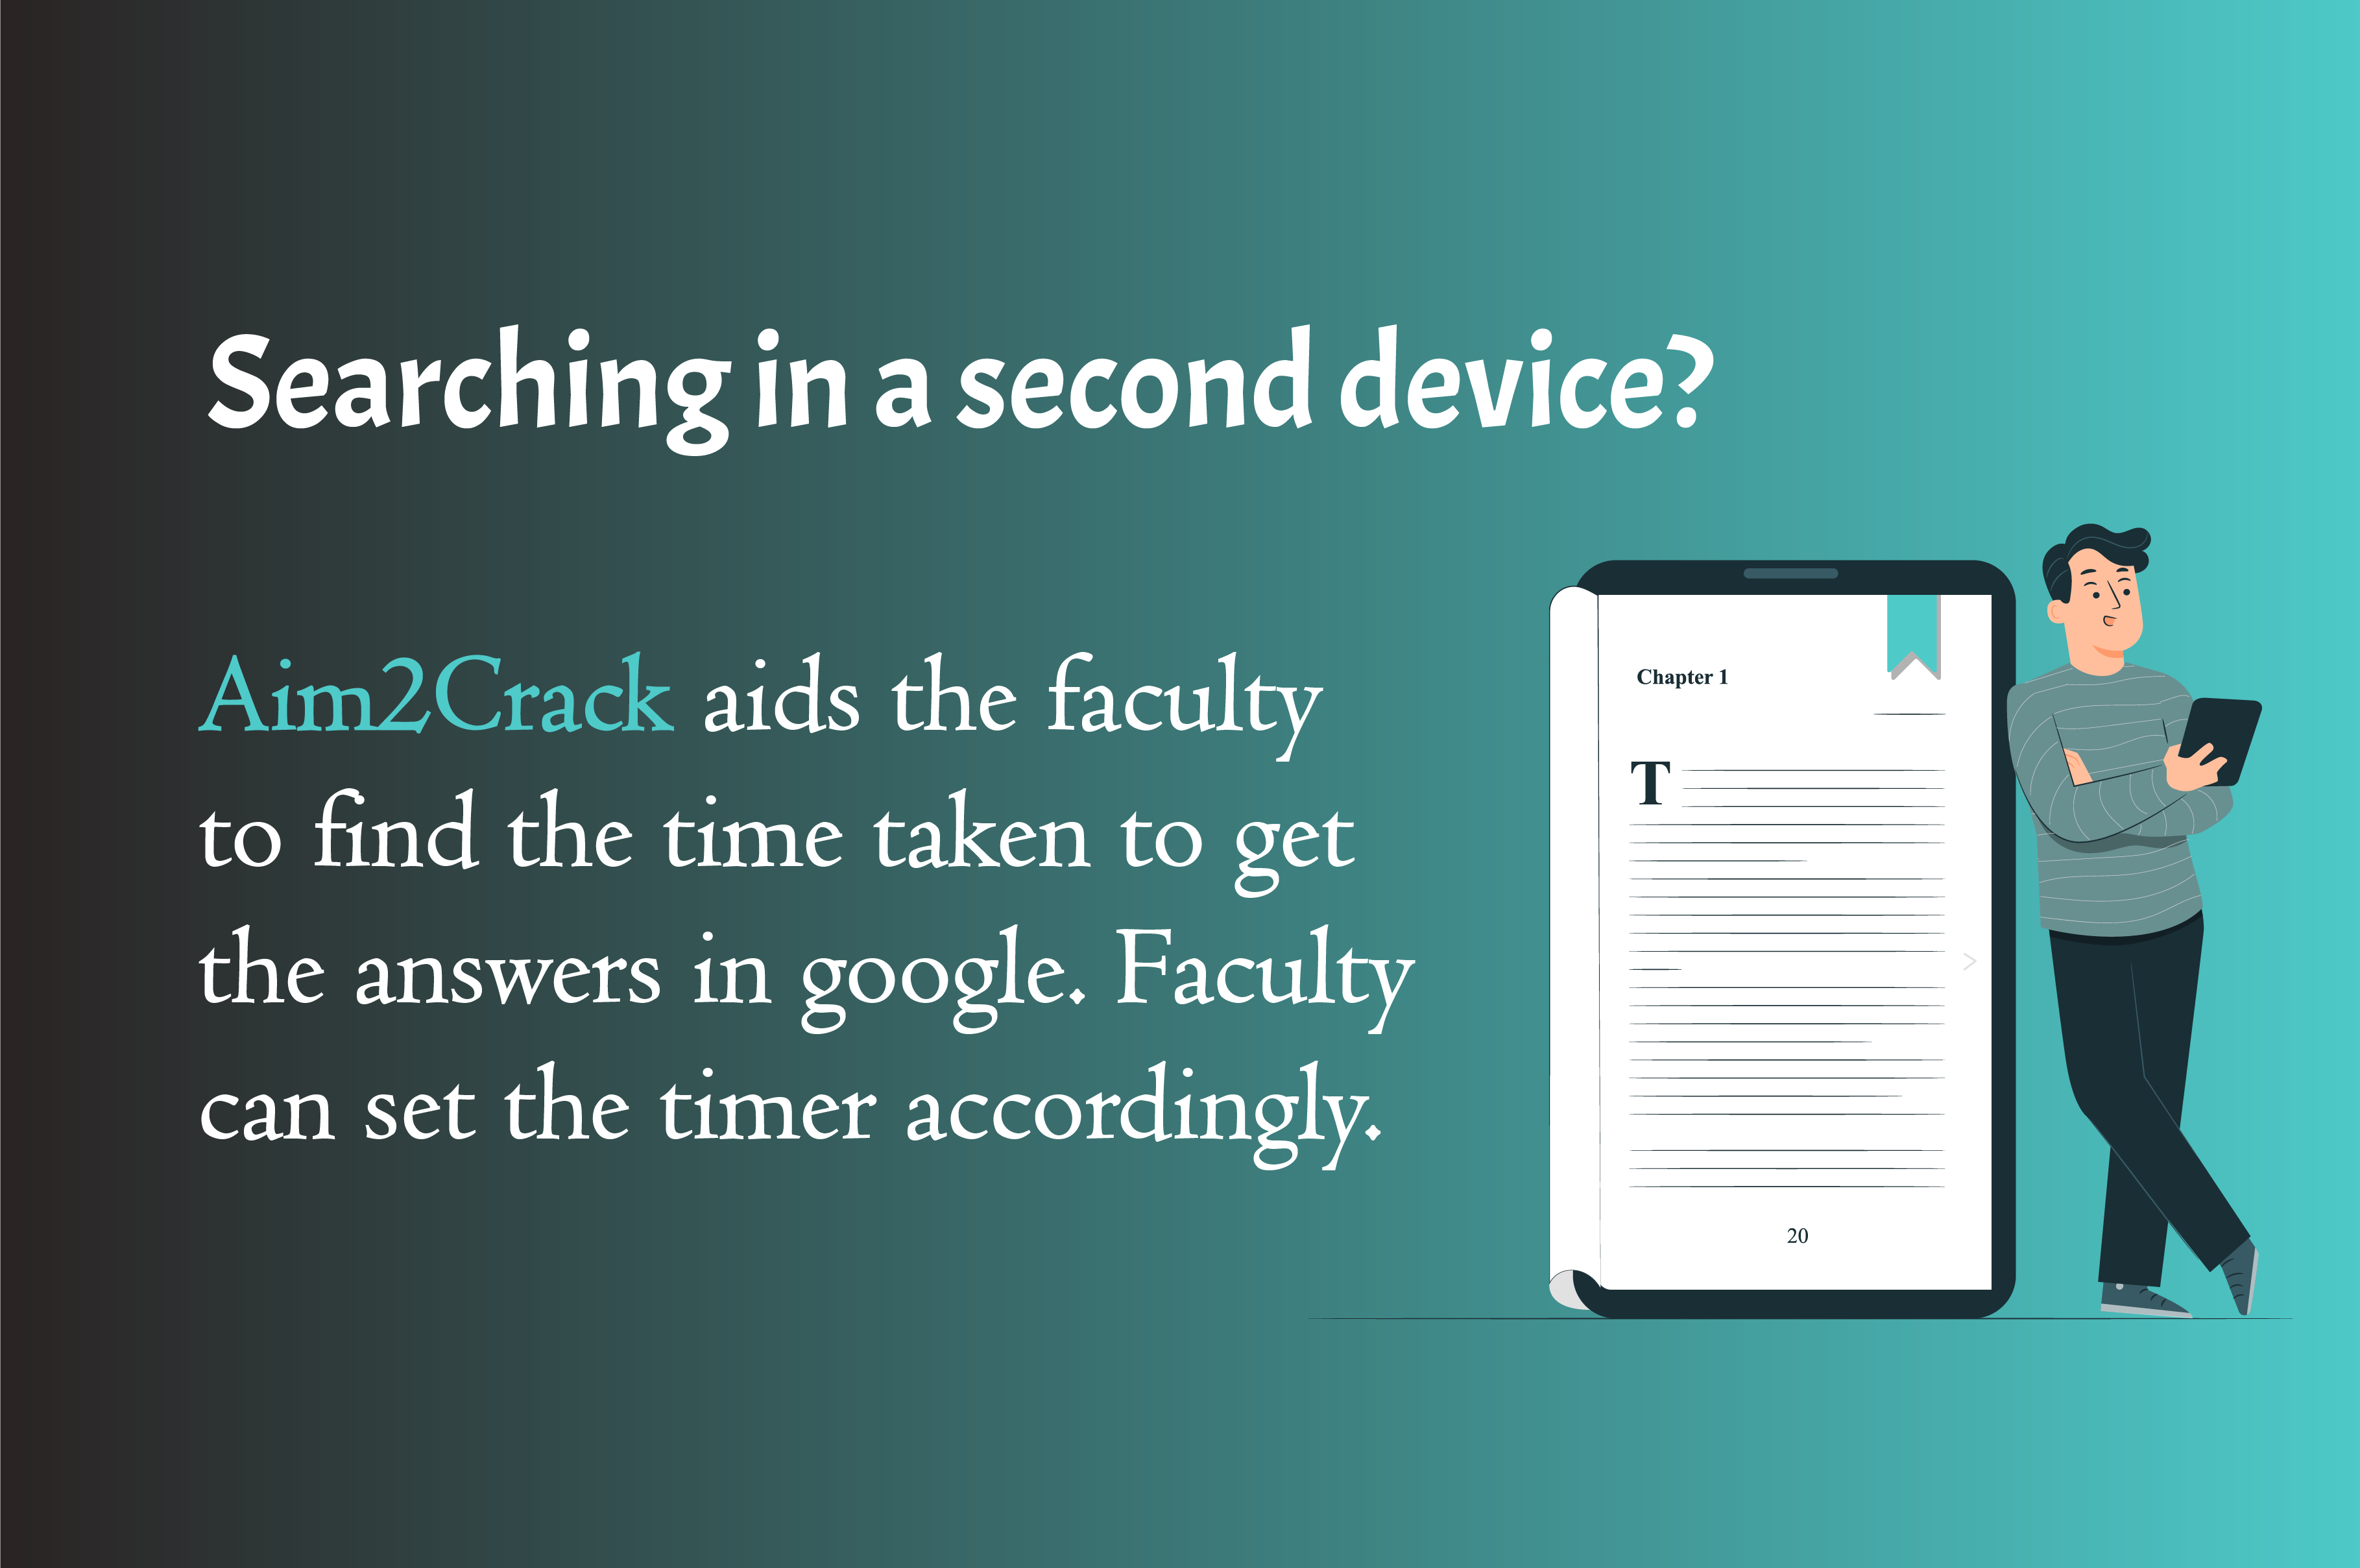 Searching in a second device?
Aim2Crack aids the faculty
to find the time taken to get
the answers in google. Faculty
can set the timer accordingly.
Chapter 1
T
20